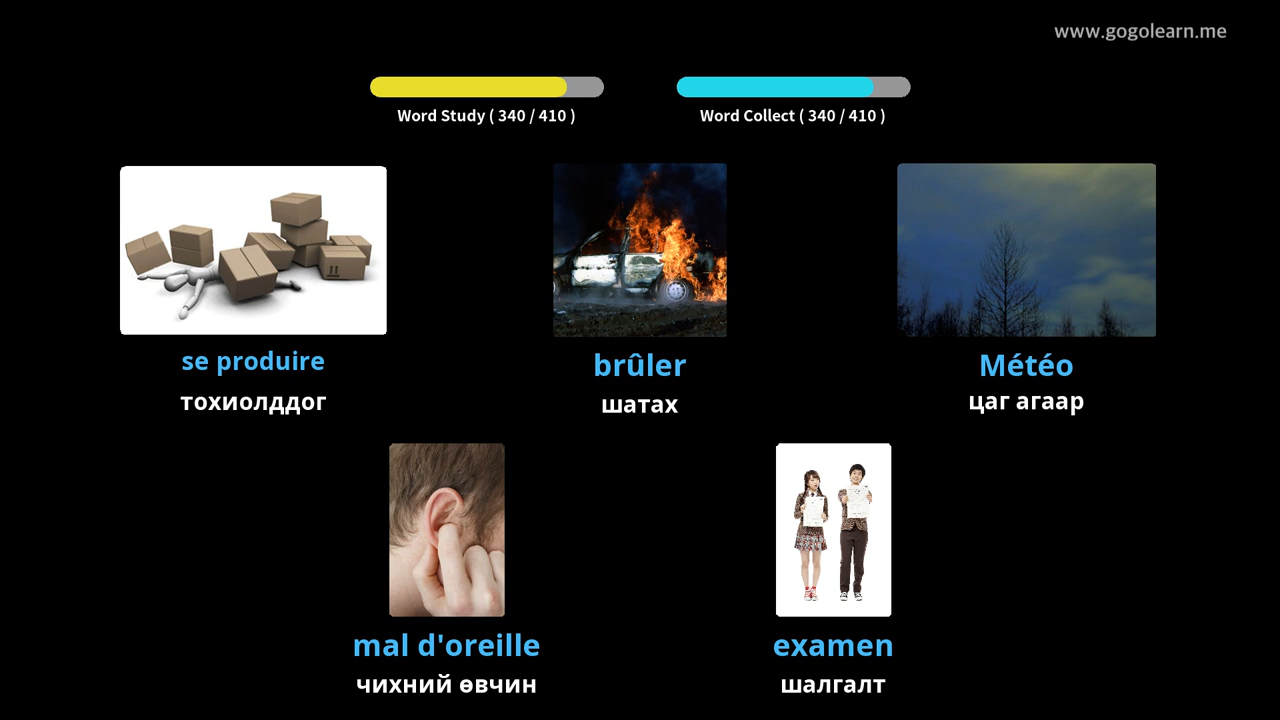 www.gogolearn.me
Word Study ( 340 / 410 )
Word Collect ( 340 / 410 )
se produire
тохиолддог
brûler
шатах
Météo
цаг агаар
mal d'oreille
чихний өвчин
examen
шалгалт